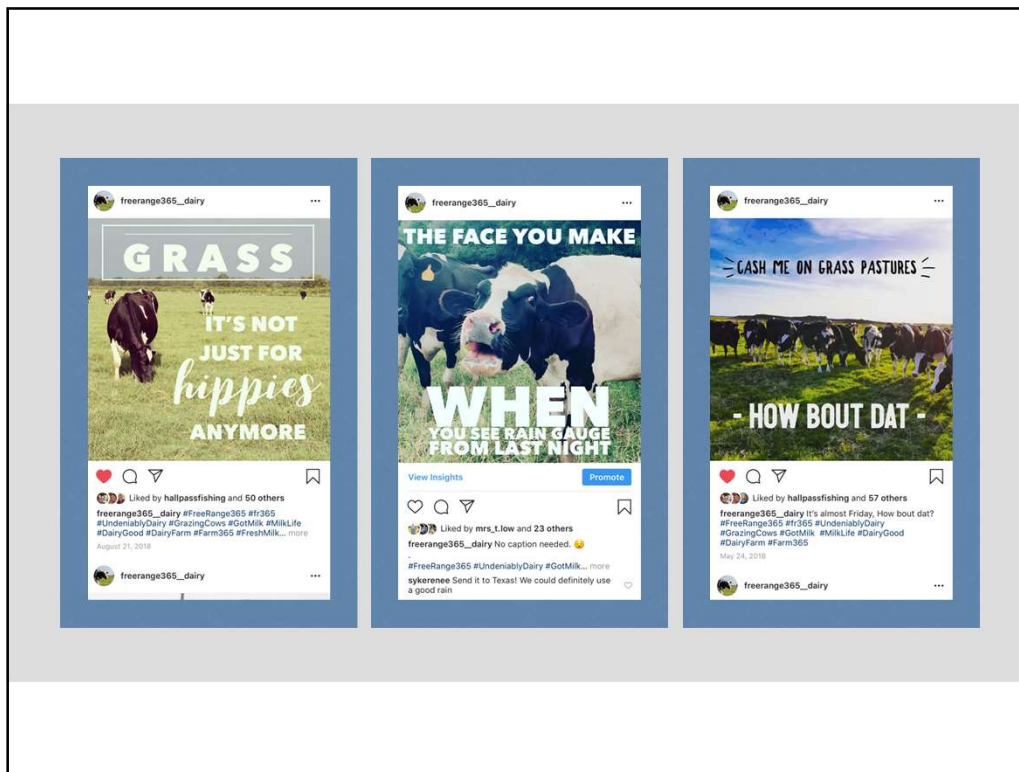 freerange365__dairy
GRASS
IT'S NOT
JUST FOR
hippies
ANYMORE
Liked by hallpassfishing and 50 others
freerange365__dairy #FreeRange365 #fr365
#UndeniablyDairy #GrazingCows #GotMilk #MilkLife
#DairyGood #DairyFarm #Farm365 #FreshMilk... more
August 21, 2018
freerange365__dairy
freerange365__dairy
THE FACE YOU MAKE
WHEN
YOU SEE RAIN GAUGE
FROM LAST NIGHT
View Insights
Promote
Liked by mrs_t.low and 23 others
freerange365__dairy No caption needed. 😪
.
#FreeRange365 #UndeniablyDairy #GotMilk... more
sykerenee Send it to Texas! We could definitely use
a good rain
freerange365__dairy
CASH ME ON GRASS PASTURES
- HOW BOUT DAT -
Liked by hallpassfishing and 57 others
freerange365__dairy It's almost Friday, How bout dat?
#FreeRange365 #fr365 #UndeniablyDairy
#GrazingCows #GotMilk #MilkLife #DairyGood
#DairyFarm #Farm365
May 24, 2018
freerange365__dairy